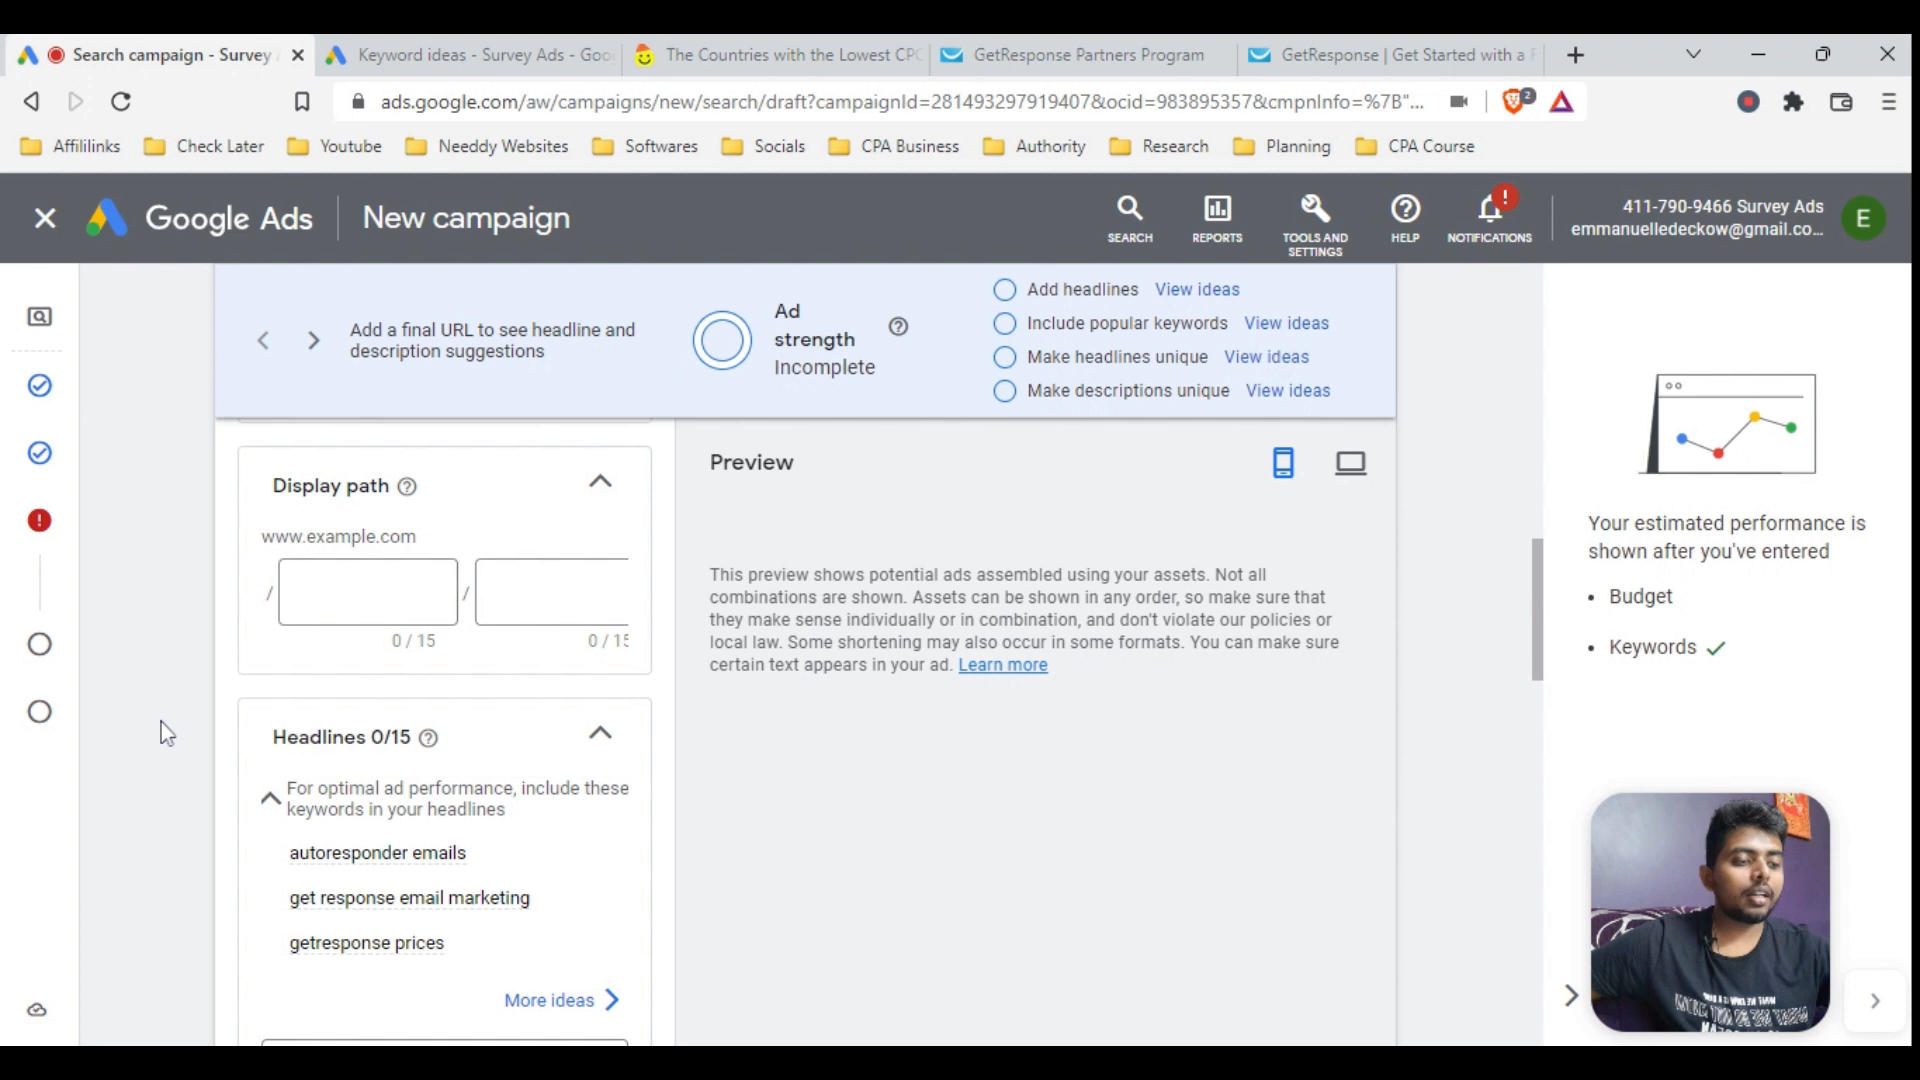 Search campaign - Survey
Keyword ideas - Survey Ads - Goo
The Countries with the Lowest CPC
GetResponse Partners Program
GetResponse | Get Started with a F
ads.google.com/aw/campaigns/new/search/draft?campaignId=281493297919407&ocid=983895357&cmpnInfo=%7B"...
2
Affililinks
Check Later
Youtube
Needdy Websites
Softwares
Socials
CPA Business
Authority
Research
Planning
CPA Course
Google Ads
New campaign
SEARCH
REPORTS
TOOLS AND
SETTINGS
HELP
!
NOTIFICATIONS
411-790-9466 Survey Ads
emmanuelledeckow@gmail.co...
E
Add a final URL to see headline and
description suggestions
Ad
strength
Incomplete
Add headlines View ideas
Include popular keywords View ideas
Make headlines unique View ideas
Make descriptions unique View ideas
Display path
www.example.com
/ /
0 / 15
0 / 15
Headlines 0/15
For optimal ad performance, include these
keywords in your headlines
autoresponder emails
get response email marketing
getresponse prices
More ideas
Preview
This preview shows potential ads assembled using your assets. Not all
combinations are shown. Assets can be shown in any order, so make sure that
they make sense individually or in combination, and don't violate our policies or
local law. Some shortening may also occur in some formats. You can make sure
certain text appears in your ad. Learn more
Your estimated performance is
shown after you've entered
• Budget
• Keywords